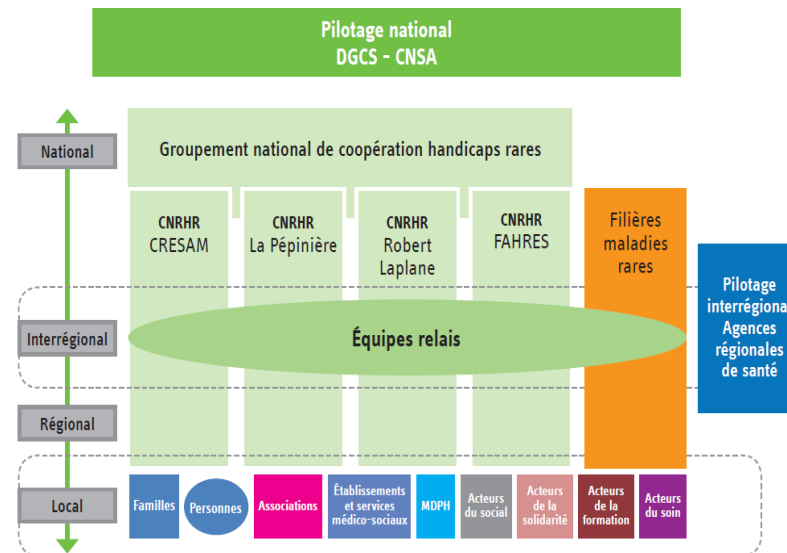 Pilotage national
DGCS - CNSA
National
Groupement national de coopération handicaps rares
CNRHR
CRESAM
CNRHR
La Pépinière
CNRHR
Robert
Laplane
CNRHR
FAHRES
Filières
maladies
rares
Pilotage
interrégional
Agences
régionales
de santé
Interrégional
Équipes relais
Régional
Local
Familles
Personnes
Associations
Établissements
et services
médico-sociaux
MDPH
Acteurs
du social
Acteurs
de la
solidarité
Acteurs
de la
formation
Acteurs
du soin